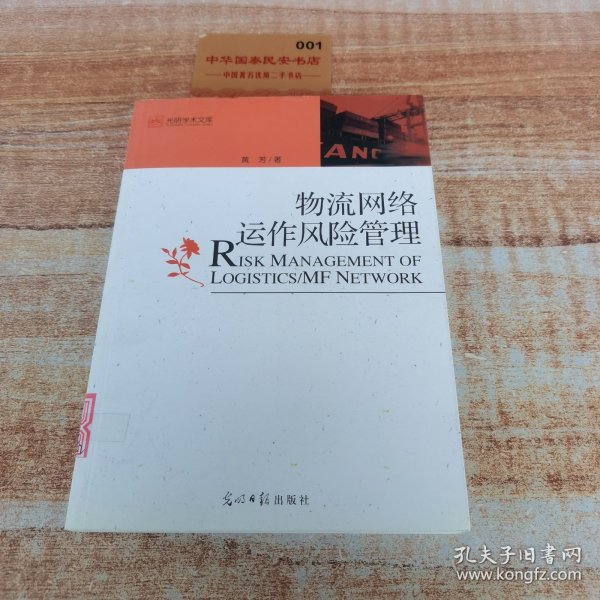 001
中华国泰民安书店
中国著名优质二手书店
光明学术文库
黄 芳/著
ANG
物流网络
运作风险管理
RISK MANAGEMENT OF
LOGISTICS/MF NETWORK
光明日报出版社
孔夫子旧书网
www.kongfz.com